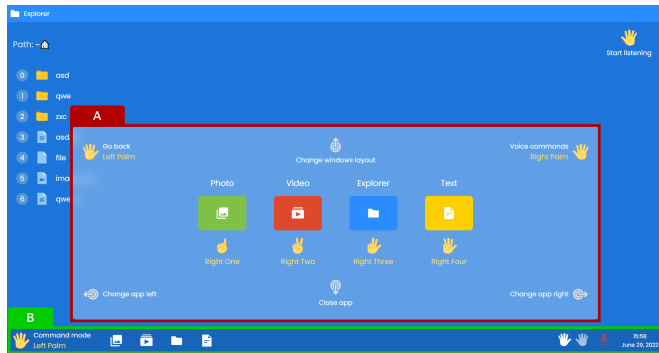 Explorer
Path: ~
Start listening
0 asd
1 qwe
2 zxc
A
3 asd
Go back
Left Palm
Change windows layout
Voice commands
Right Palm
4 file
5
6 qwe
Photo Video Explorer Text
Right One Right Two Right Three Right Four
Change app left
Close app
Change app right
B
Command mode
Left Palm
15:58
June 29, 2022